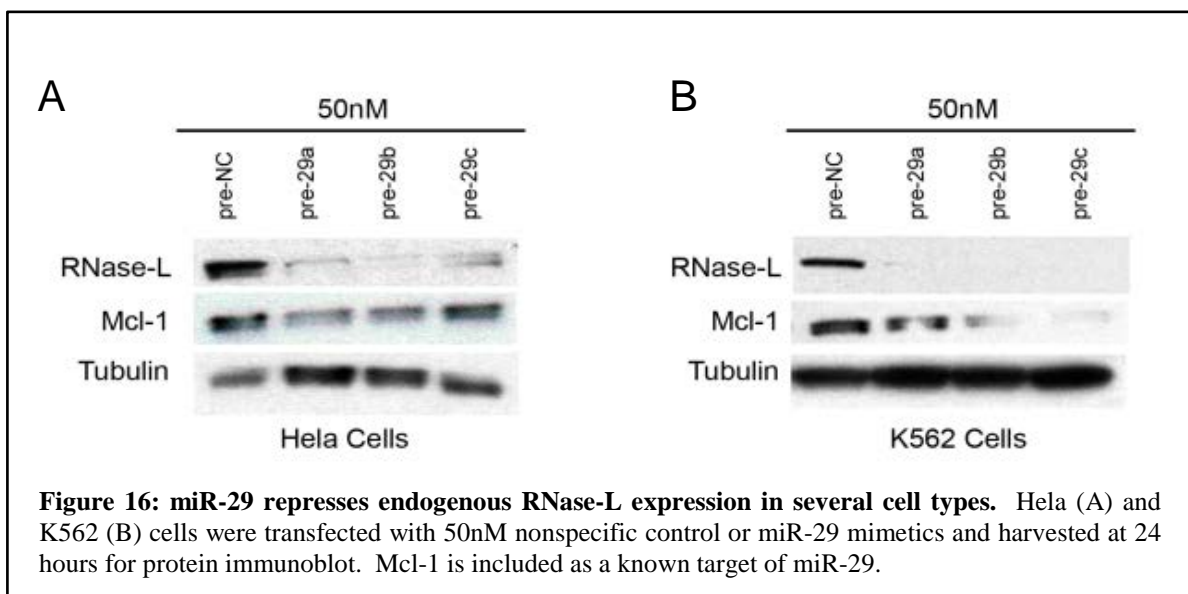 A
50nM
pre-NC
pre-29a
pre-29b
pre-29c
RNase-L
Mcl-1
Tubulin
Hela Cells
B
50nM
pre-NC
pre-29a
pre-29b
pre-29c
RNase-L
Mcl-1
Tubulin
K562 Cells
Figure 16: miR-29 represses endogenous RNase-L expression in several cell types. Hela (A) and
K562 (B) cells were transfected with 50nM nonspecific control or miR-29 mimetics and harvested at 24
hours for protein immunoblot. Mcl-1 is included as a known target of miR-29.